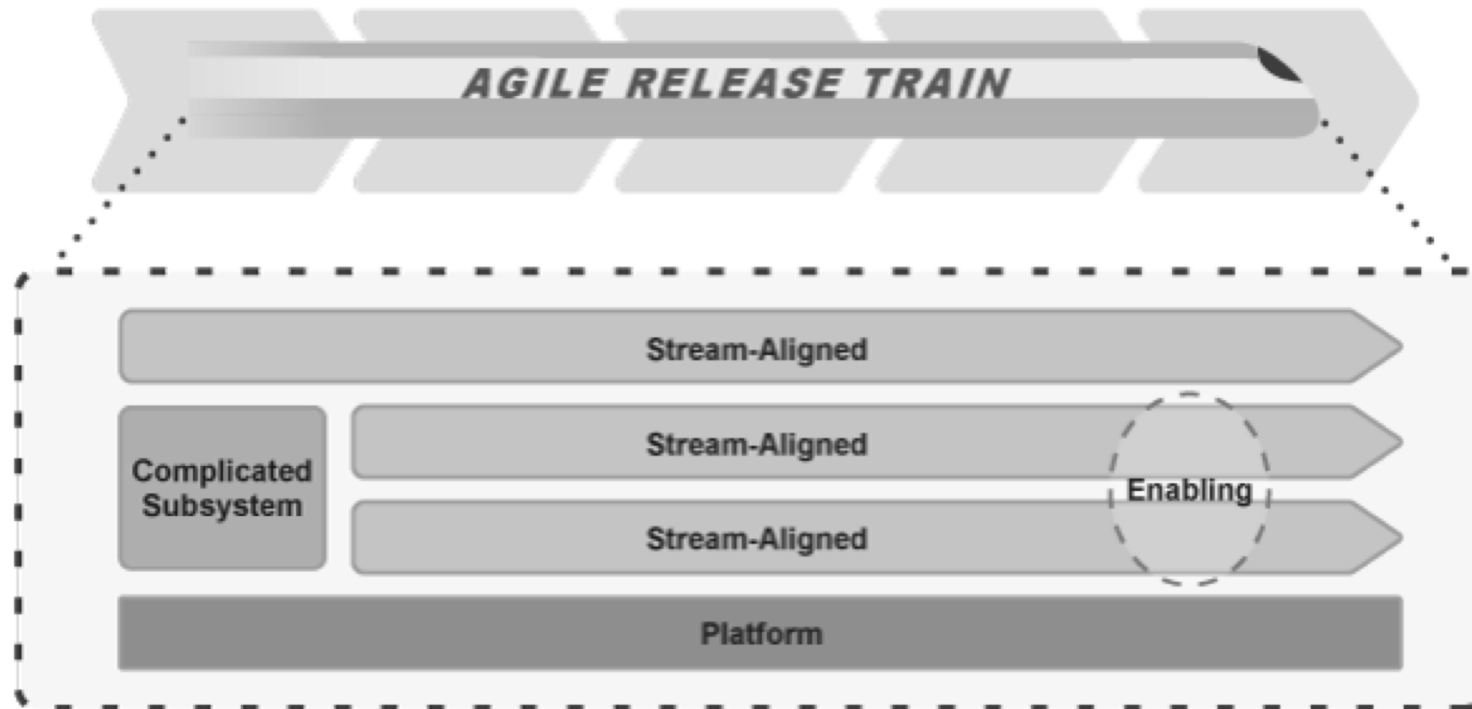 AGILE RELEASE TRAIN
Stream-Aligned
Complicated
Subsystem
Stream-Aligned
Enabling
Stream-Aligned
Platform